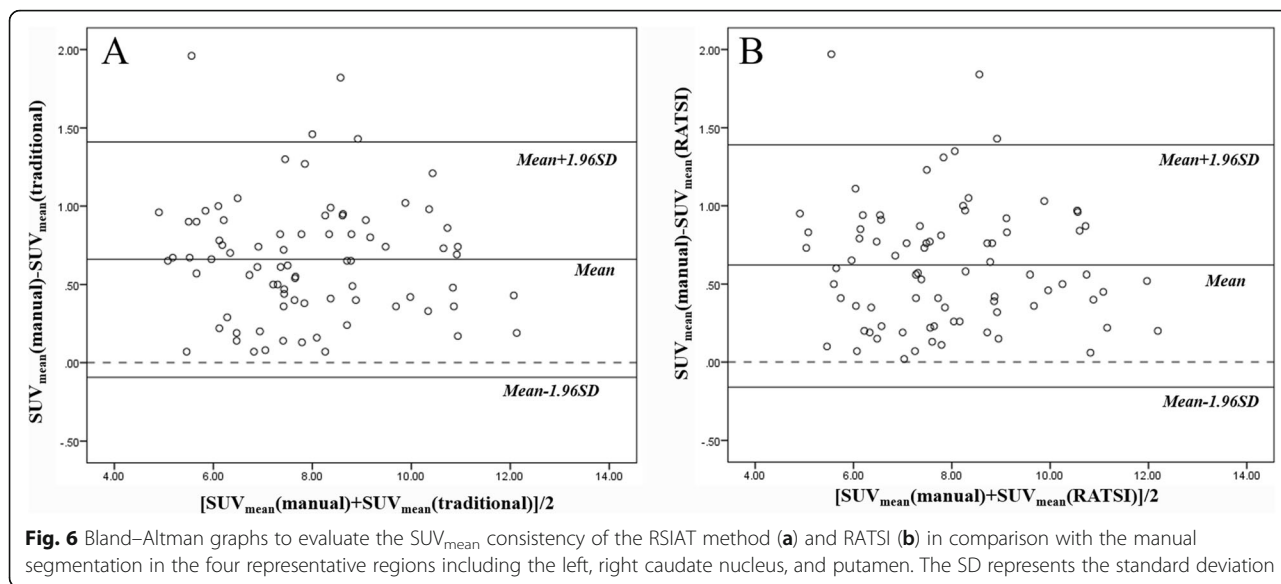 A
2.00
1.50
1.00
.50
.00
-.50
SUVmean(manual)-SUVmean(traditional)
Mean+1.96SD
Mean
Mean-1.96SD
4.00 6.00 8.00 10.00 12.00 14.00
[SUVmean(manual)+SUVmean(traditional)]/2
B
2.00
1.50
1.00
.50
.00
-.50
SUVmean(manual)-SUVmean(RATSI)
Mean+1.96SD
Mean
Mean-1.96SD
4.00 6.00 8.00 10.00 12.00 14.00
[SUVmean(manual)+SUVmean(RATSI)]/2
Fig. 6 Bland–Altman graphs to evaluate the SUVmean consistency of the RSIAT method (a) and RATSI (b) in comparison with the manual
segmentation in the four representative regions including the left, right caudate nucleus, and putamen. The SD represents the standard deviation